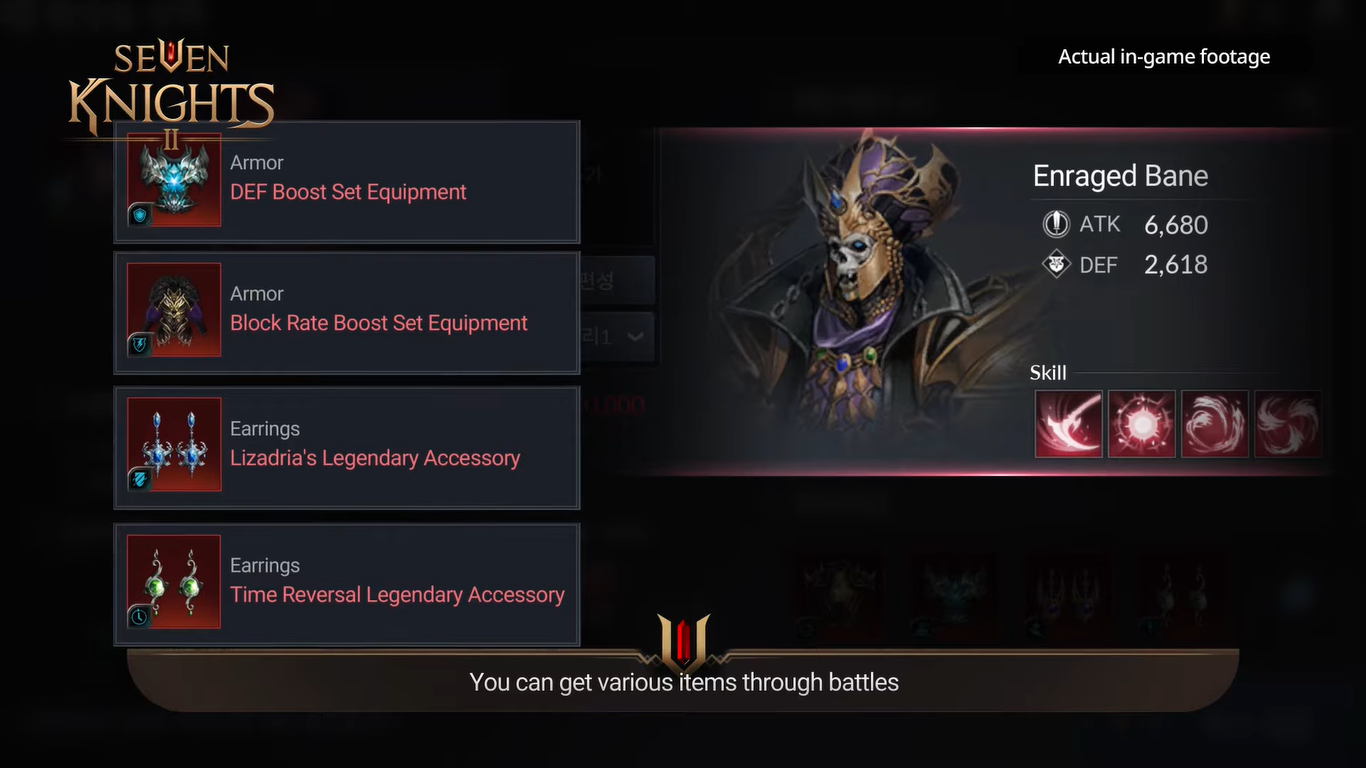 SEVEN
KNIGHTS
II
Actual in-game footage
Armor
DEF Boost Set Equipment
Armor
Block Rate Boost Set Equipment
Earrings
Lizadria's Legendary Accessory
Earrings
Time Reversal Legendary Accessory
편성
Enraged Bane
ATK 6,680
DEF 2,618
Skill
You can get various items through battles